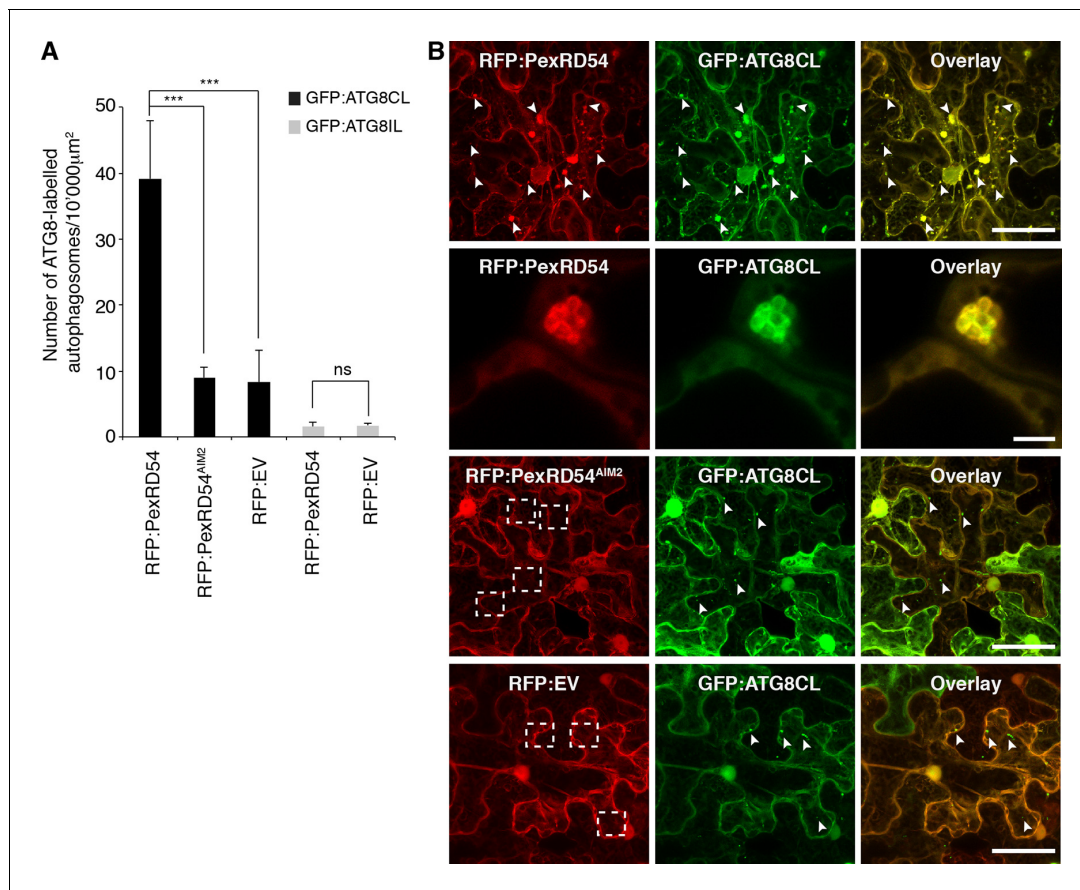 A
***
***
GFP:ATG8CL
GFP:ATG8IL
Number of ATG8-labelled
autophagosomes/10'000µm²
50
40
30
20
10
0
ns
RFP:PexRD54
RFP:PexRD54ᴬᴵᴹ²
RFP:EV
RFP:PexRD54
RFP:EV
B
RFP:PexRD54 GFP:ATG8CL Overlay
RFP:PexRD54 GFP:ATG8CL Overlay
RFP:PexRD54ᴬᴵᴹ² GFP:ATG8CL Overlay
RFP:EV GFP:ATG8CL Overlay